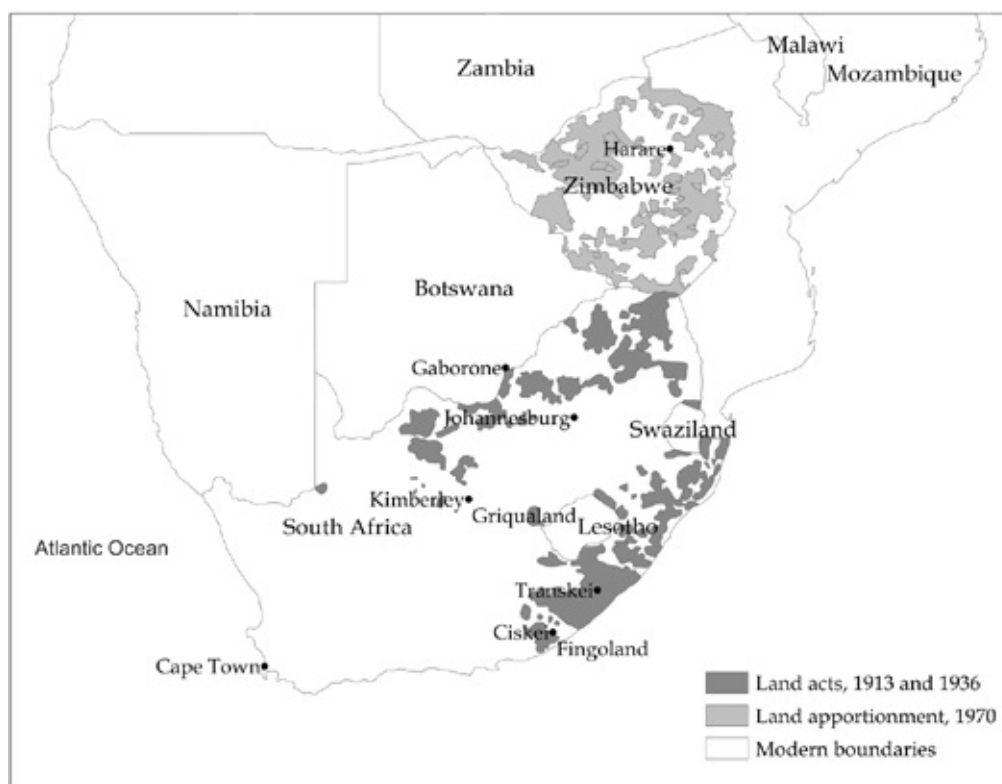 Malawi
Zambia
Mozambique
Harare
Zimbabwe
Botswana
Namibia
Gaborone
Johannesburg
Swaziland
Kimberley
Griqualand
South Africa
Lesotho
Atlantic Ocean
Transkei
Ciskei
Fingoland
Cape Town
Land acts, 1913 and 1936
Land apportionment, 1970
Modern boundaries